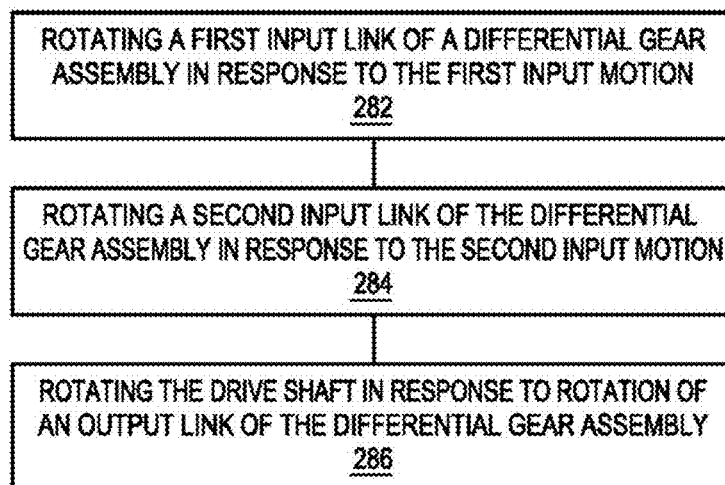 ROTATING A FIRST INPUT LINK OF A DIFFERENTIAL GEAR
ASSEMBLY IN RESPONSE TO THE FIRST INPUT MOTION
282
ROTATING A SECOND INPUT LINK OF THE DIFFERENTIAL
GEAR ASSEMBLY IN RESPONSE TO THE SECOND INPUT MOTION
284
ROTATING THE DRIVE SHAFT IN RESPONSE TO ROTATION OF
AN OUTPUT LINK OF THE DIFFERENTIAL GEAR ASSEMBLY
286